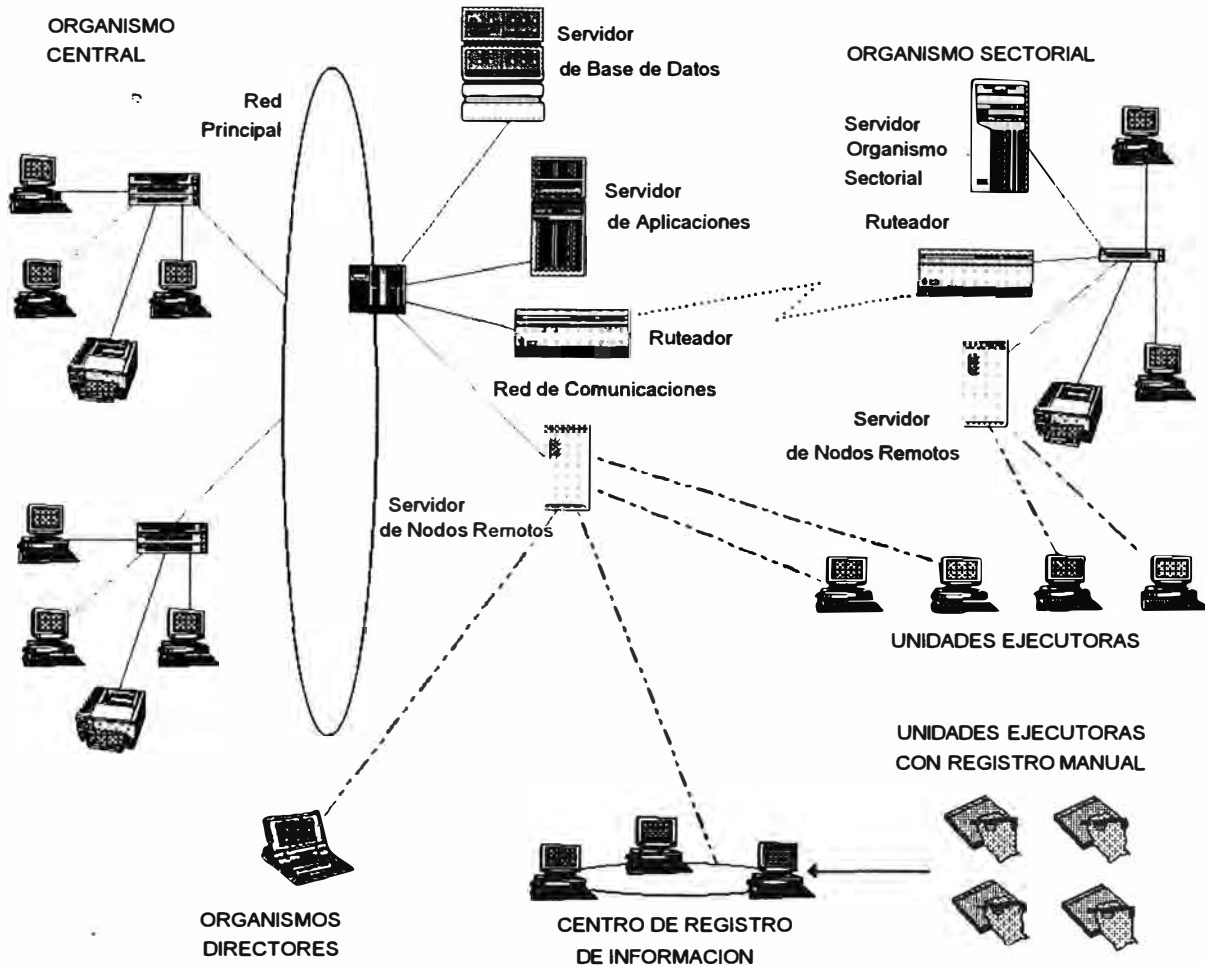 ORGANISMO
CENTRAL
Red
Principal
Servidor
de Base de Datos
ORGANISMO SECTORIAL
Servidor
Organismo
Sectorial
Servidor
de Aplicaciones
Ruteador
Ruteador
Red de Comunicaciones
Servidor
de Nodos Remotos
Servidor
de Nodos Remotos
UNIDADES EJECUTORAS
UNIDADES EJECUTORAS
CON REGISTRO MANUAL
ORGANISMOS
DIRECTORES
CENTRO DE REGISTRO
DE INFORMACION